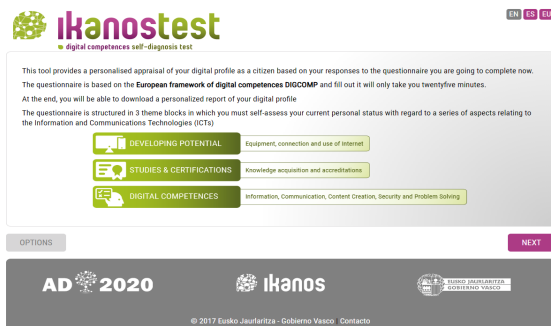 EN ES EU
ikanostest
digital competences self-diagnosis test
This tool provides a personalised appraisal of your digital profile as a citizen based on your responses to the questionnaire you are going to complete now.
The questionnaire is based on the European framework of digital competences DIGCOMP and fill out it will only take you twentyfive minutes.
At the end, you will be able to download a personalized report of your digital profile
The questionnaire is structured in 3 theme blocks in which you must self-assess your current personal status with regard to a series of aspects relating to
the Information and Communications Technologies (ICTs)
DEVELOPING POTENTIAL Equipment, connection and use of Internet
STUDIES & CERTIFICATIONS Knowledge acquisition and accreditations
DIGITAL COMPETENCES Information, Communication, Content Creation, Security and Problem Solving
OPTIONS NEXT
AD 2020 ikanos EUSKO JAURLARITZA
GOBIERNO VASCO
© 2017 Eusko Jaurlaritza - Gobierno Vasco | Contacto